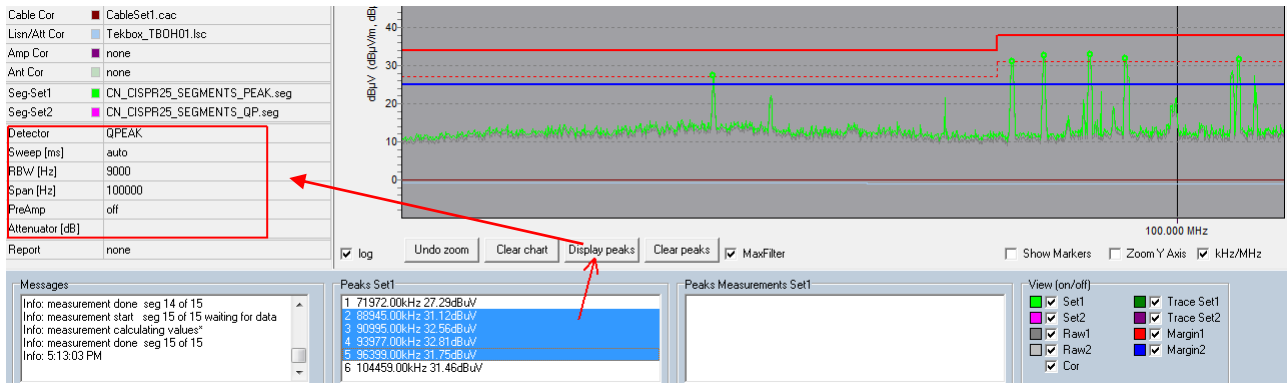 Cable Cor CableSet1.cac
Lisn/Att Cor Tekbox_TBOH01.lsc
Amp Cor none
Ant Cor none
Seg-Set1 CN_CISPR25_SEGMENTS_PEAK.seg
Seg-Set2 CN_CISPR25_SEGMENTS_QP.seg
Detector QPEAK
Sweep [ms] auto
RBW [Hz] 9000
Span [Hz] 100000
PreAmp off
Attenuator [dB]
Report none
dBµV (dBµV/m, dBµ
40
30
20
10
0
100.000 MHz
log Undo zoom Clear chart Display peaks Clear peaks MaxFilter Show Markers Zoom Y Axis kHz/MHz
Messages
Info: measurement done seg 14 of 15
Info: measurement start seg 15 of 15 waiting for data
Info: measurement calculating values*
Info: measurement done seg 15 of 15
Info: 5:13:03 PM
Peaks Set1
1 71972.00kHz 27.29dBuV
2 88945.00kHz 31.12dBuV
3 90995.00kHz 32.56dBuV
4 93977.00kHz 32.81dBuV
5 96399.00kHz 31.75dBuV
6 104459.00kHz 31.46dBuV
Peaks Measurements Set1
View (on/off)
Set1 Trace Set1
Set2 Trace Set2
Raw1 Margin1
Raw2 Margin2
Cor